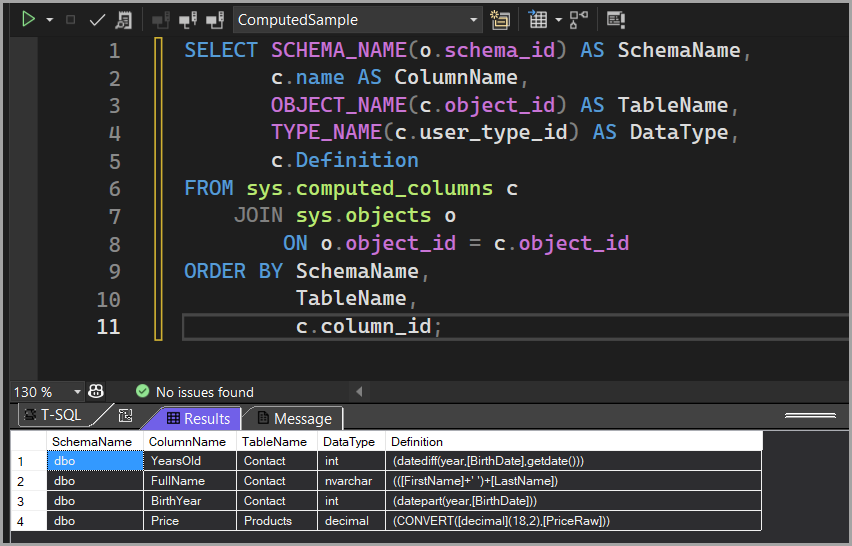 ComputedSample
1 SELECT SCHEMA_NAME(o.schema_id) AS SchemaName,
2 c.name AS ColumnName,
3 OBJECT_NAME(c.object_id) AS TableName,
4 TYPE_NAME(c.user_type_id) AS DataType,
5 c.Definition
6 FROM sys.computed_columns c
7 JOIN sys.objects o
8 ON o.object_id = c.object_id
9 ORDER BY SchemaName,
10 TableName,
11 c.column_id;
130 % No issues found
T-SQL Results Message
SchemaName ColumnName TableName DataType Definition
1 dbo YearsOld Contact int (datediff(year,[BirthDate],getdate()))
2 dbo FullName Contact nvarchar (([FirstName]+' ')+[LastName])
3 dbo BirthYear Contact int (datepart(year,[BirthDate]))
4 dbo Price Products decimal (CONVERT([decimal](18,2),[PriceRaw]))